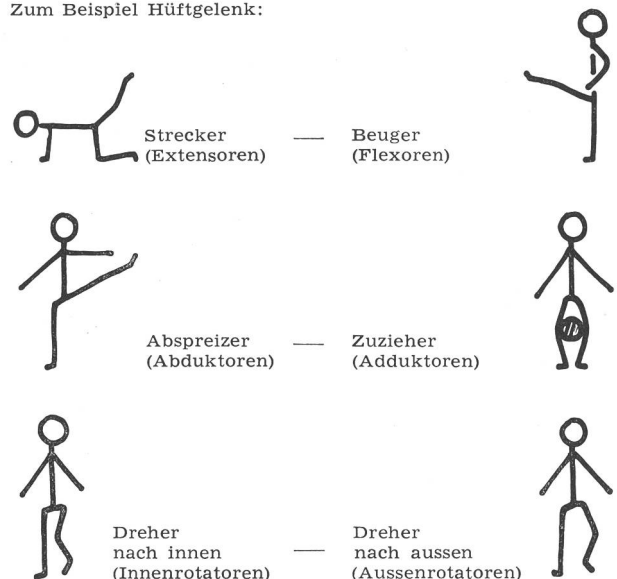 Zum Beispiel Hüftgelenk:
Strecker — Beuger
(Extensoren) (Flexoren)
Abspreizer — Zuzieher
(Abduktoren) (Adduktoren)
Dreher Dreher
nach innen — nach aussen
(Innenrotatoren) (Aussenrotatoren)